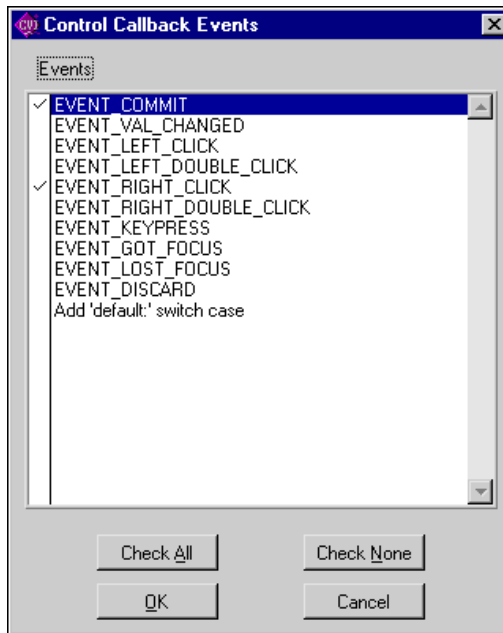 CVI Control Callback Events
Events
EVENT_COMMIT
EVENT_VAL_CHANGED
EVENT_LEFT_CLICK
EVENT_LEFT_DOUBLE_CLICK
EVENT_RIGHT_CLICK
EVENT_RIGHT_DOUBLE_CLICK
EVENT_KEYPRESS
EVENT_GOT_FOCUS
EVENT_LOST_FOCUS
EVENT_DISCARD
Add 'default:' switch case
Check All Check None
OK Cancel